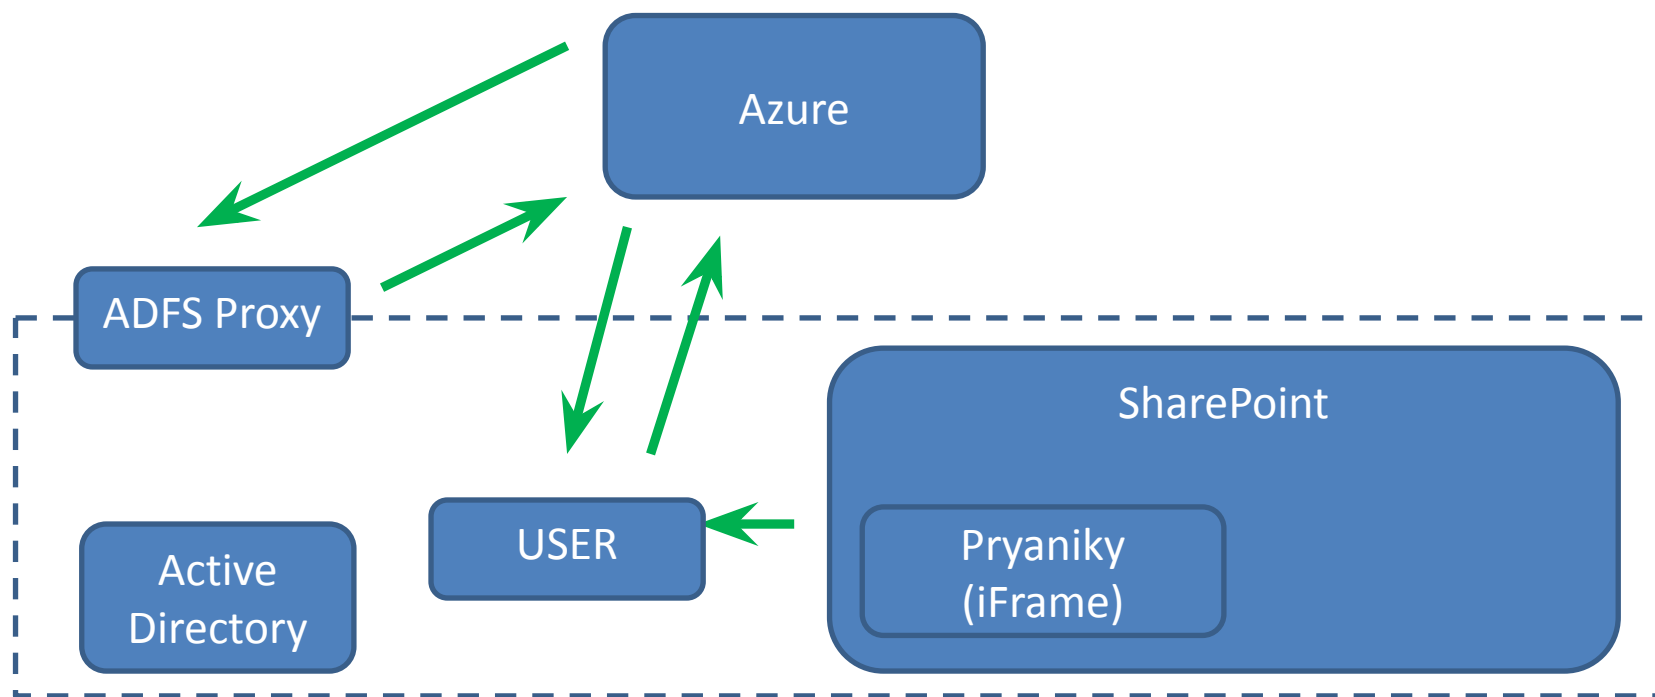 Azure
ADFS Proxy
SharePoint
USER
Pryaniky
(iFrame)
Active
Directory